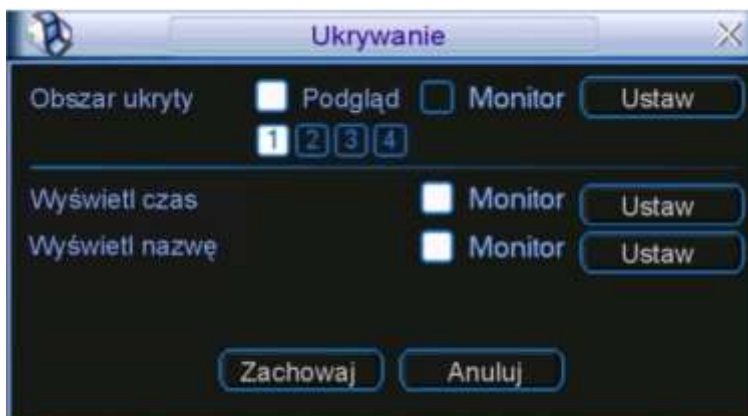 Ukrywanie
Obszar ukryty Podgląd Monitor Ustaw
1 2 3 4
Wyświetl czas Monitor Ustaw
Wyświetl nazwę Monitor Ustaw
Zachowaj Anuluj